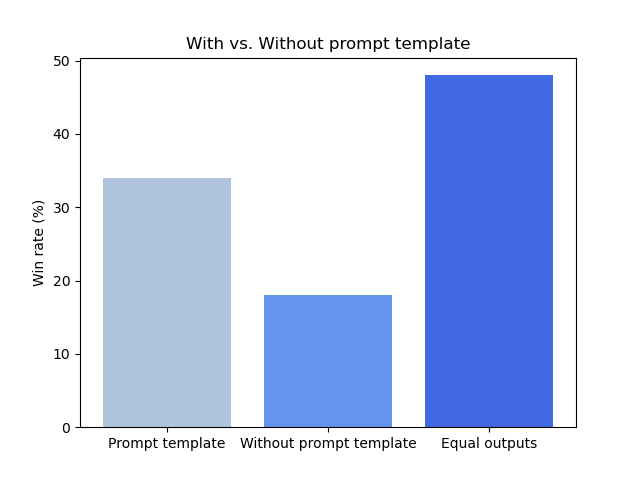 With vs. Without prompt template
Win rate (%)
50
40
30
20
10
0
Prompt template
Without prompt template
Equal outputs